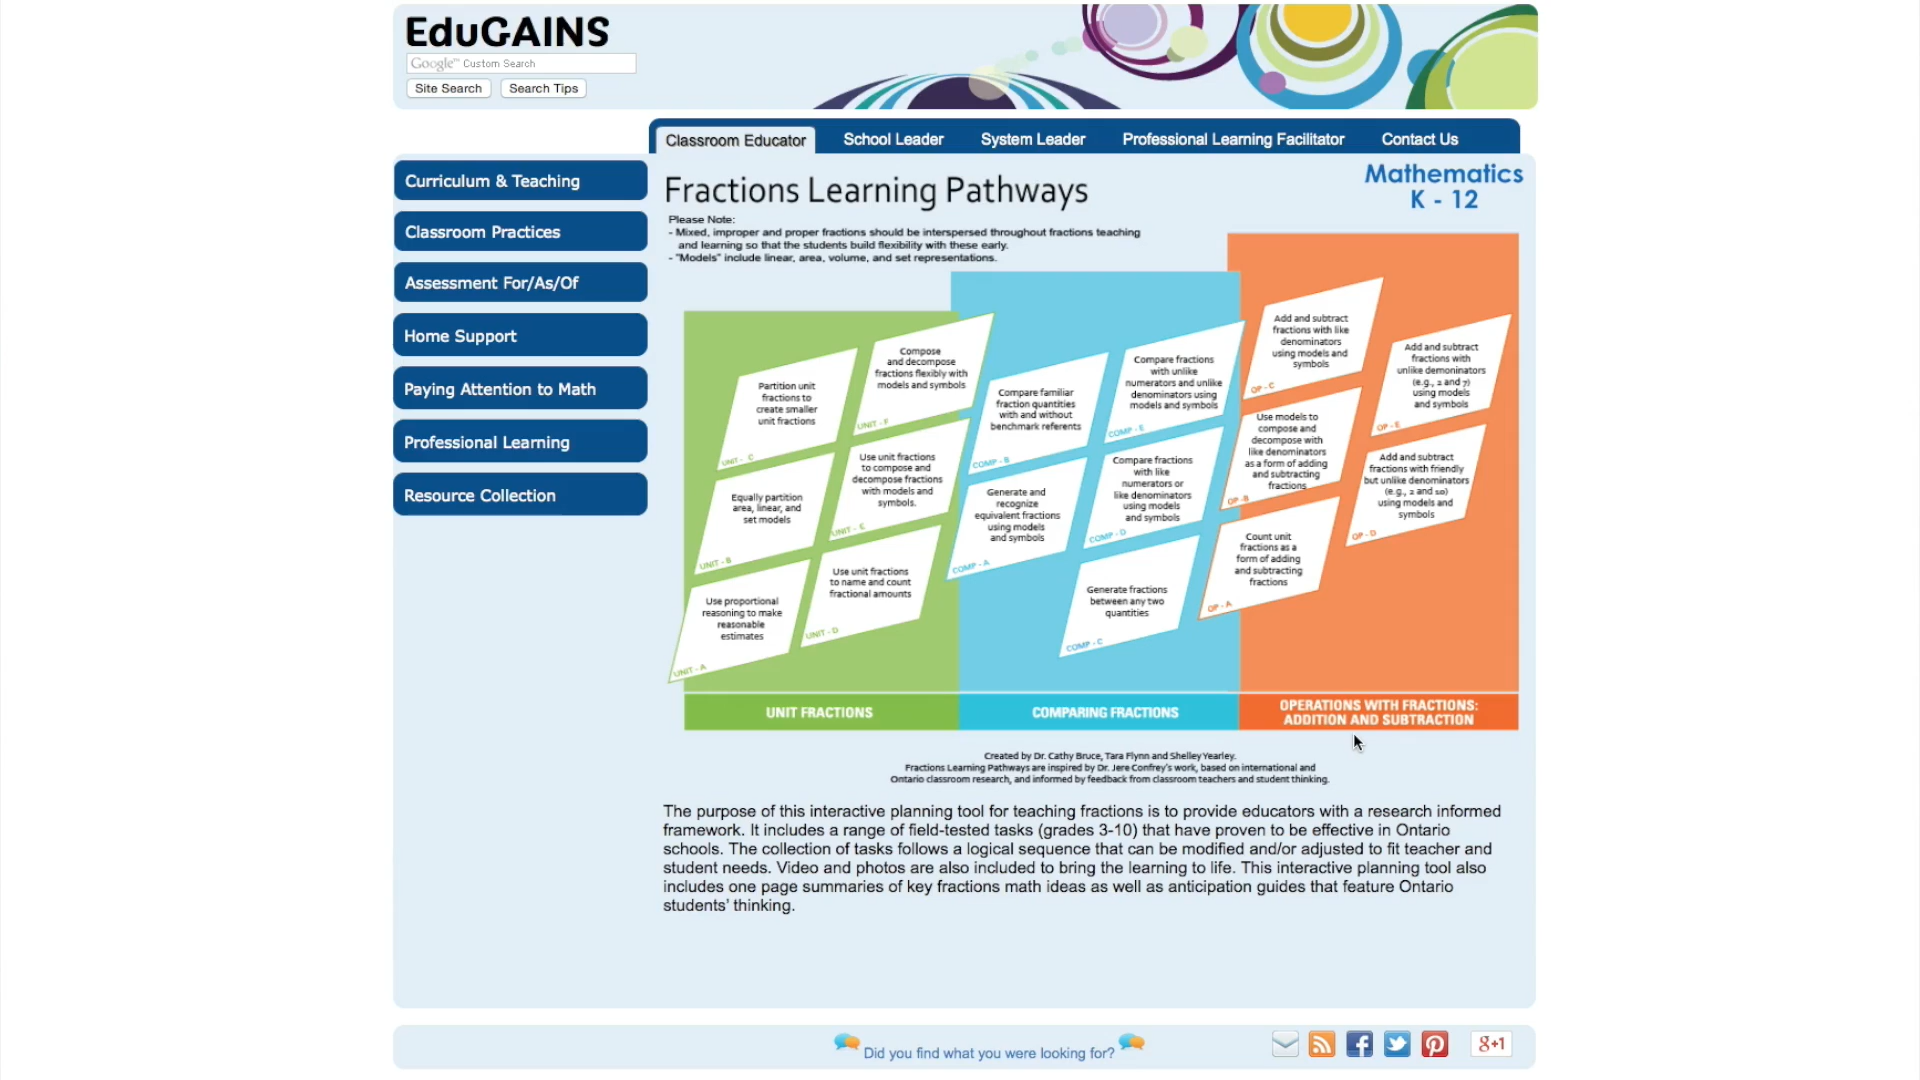 EduGAINS
Google™ Custom Search
Site Search
Search Tips
Classroom Educator
School Leader
System Leader
Professional Learning Facilitator
Contact Us
Curriculum & Teaching
Classroom Practices
Assessment For/As/Of
Home Support
Paying Attention to Math
Professional Learning
Resource Collection
Fractions Learning Pathways
Mathematics
K - 12
Please Note:
- Mixed, improper and proper fractions should be interspersed throughout fractions teaching
and learning so that the students build flexibility with these early.
- "Models" include linear, area, volume, and set representations.
Partition unit
fractions to
create smaller
unit fractions
UNIT - C
Compose
and decompose
fractions flexibly with
models and symbols
UNIT - F
Equally partition
area, linear, and
set models
UNIT - B
Use unit fractions
to compose and
decompose fractions
with models and
symbols.
UNIT - E
Use proportional
reasoning to make
reasonable
estimates
UNIT - A
Use unit fractions
to name and count
fractional amounts
UNIT - D
UNIT FRACTIONS
Compare familiar
fraction quantities
with and without
benchmark referents
COMP - B
Compare fractions
with unlike
numerators and unlike
denominators using
models and symbols
COMP - E
Generate and
recognize
equivalent fractions
using models
and symbols
COMP - A
Compare fractions
with like
numerators or
like denominators
using models
and symbols
COMP - D
Generate fractions
between any two
quantities
COMP - C
COMPARING FRACTIONS
Add and subtract
fractions with like
denominators
using models and
symbols
OP - C
Add and subtract
fractions with
unlike demoninators
(e.g., 2 and 7)
using models
and symbols
OP - E
Use models to
compose and
decompose with
like denominators
as a form of adding
and subtracting
fractions
OP - B
Add and subtract
fractions with friendly
but unlike denominators
(e.g., 2 and 10)
using models and
symbols
OP - D
Count unit
fractions as a
form of adding
and subtracting
fractions
OP - A
OPERATIONS WITH FRACTIONS:
ADDITION AND SUBTRACTION
Created by Dr. Cathy Bruce, Tara Flynn and Shelley Yearley.
Fractions Learning Pathways are inspired by Dr. Jere Confrey's work, based on international and
Ontario classroom research, and informed by feedback from classroom teachers and student thinking.
The purpose of this interactive planning tool for teaching fractions is to provide educators with a research informed
framework. It includes a range of field-tested tasks (grades 3-10) that have proven to be effective in Ontario
schools. The collection of tasks follows a logical sequence that can be modified and/or adjusted to fit teacher and
student needs. Video and photos are also included to bring the learning to life. This interactive planning tool also
includes one page summaries of key fractions math ideas as well as anticipation guides that feature Ontario
students' thinking.
Did you find what you were looking for?
g+1